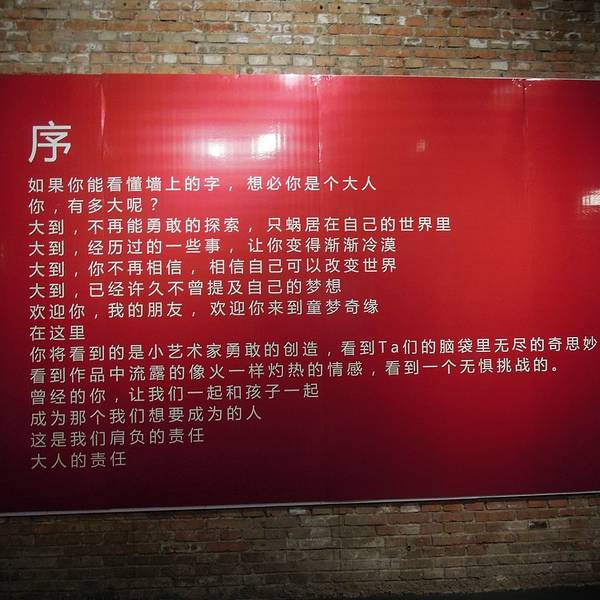 序
如果你能看懂墙上的字，想必你是个大人
你，有多大呢？
大到，不再能勇敢的探索，只蜗居在自己的世界里
大到，经历过的一些事，让你变得渐渐冷漠
大到，你不再相信，相信自己可以改变世界
大到，已经许久不曾提及自己的梦想
欢迎你，我的朋友，欢迎你来到童梦奇缘
在这里
你将看到的是小艺术家勇敢的创造，看到Ta们的脑袋里无尽的奇思妙
看到作品中流露的像火一样灼热的情感，看到一个无惧挑战的。
曾经的你，让我们一起和孩子一起
成为那个我们想要成为的人
这是我们肩负的责任
大人的责任